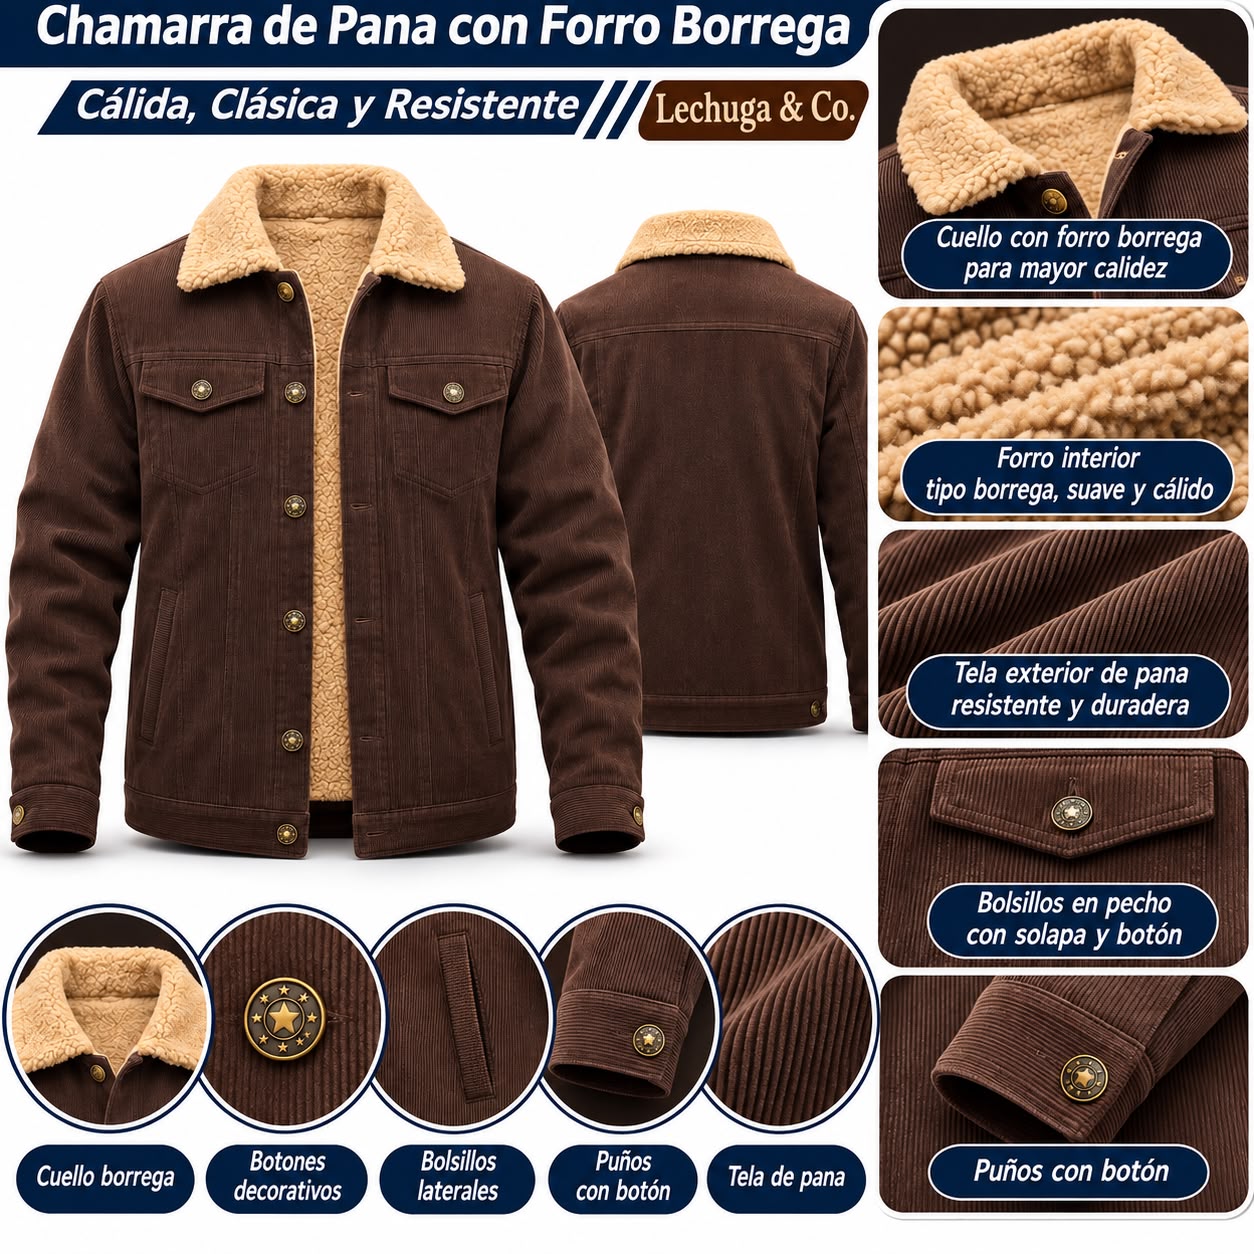 Chamarra de Pana con Forro Borrega
Cálida, Clásica y Resistente
Lechuga & Co.
Cuello con forro borrega
para mayor calidez
Forro interior
tipo borrega, suave y cálido
Tela exterior de pana
resistente y duradera
Bolsillos en pecho
con solapa y botón
Puños con botón
Cuello borrega
Botones
decorativos
Bolsillos
laterales
Puños
con botón
Tela de pana